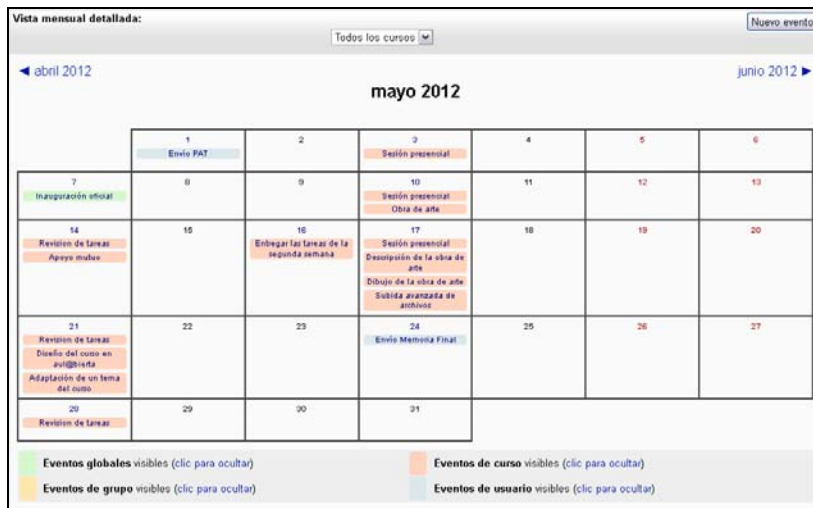 Vista mensual detallada:
Todos los cursos
Nuevo evento
◄ abril 2012
junio 2012 ►
mayo 2012
1
2
3
4
5
6
Envío PAT
Sesión presencial
7
8
9
10
11
12
13
Inauguración oficial
Sesión presencial
Obra de arte
14
15
16
17
18
19
20
Revision de tareas
Apoyo mutuo
Entregar las tareas de la
segunda semana
Sesión presencial
Descripción de la obra de
arte
Dibujo de la obra de arte
Subida avanzada de
archivos
21
22
23
24
25
26
27
Revision de tareas
Diseño del curso en
aul@bierta
Adaptación de un tema
del curso
Envío Memoria Final
28
29
30
31
Revision de tareas
Eventos globales visibles (clic para ocultar)
Eventos de curso visibles (clic para ocultar)
Eventos de grupo visibles (clic para ocultar)
Eventos de usuario visibles (clic para ocultar)